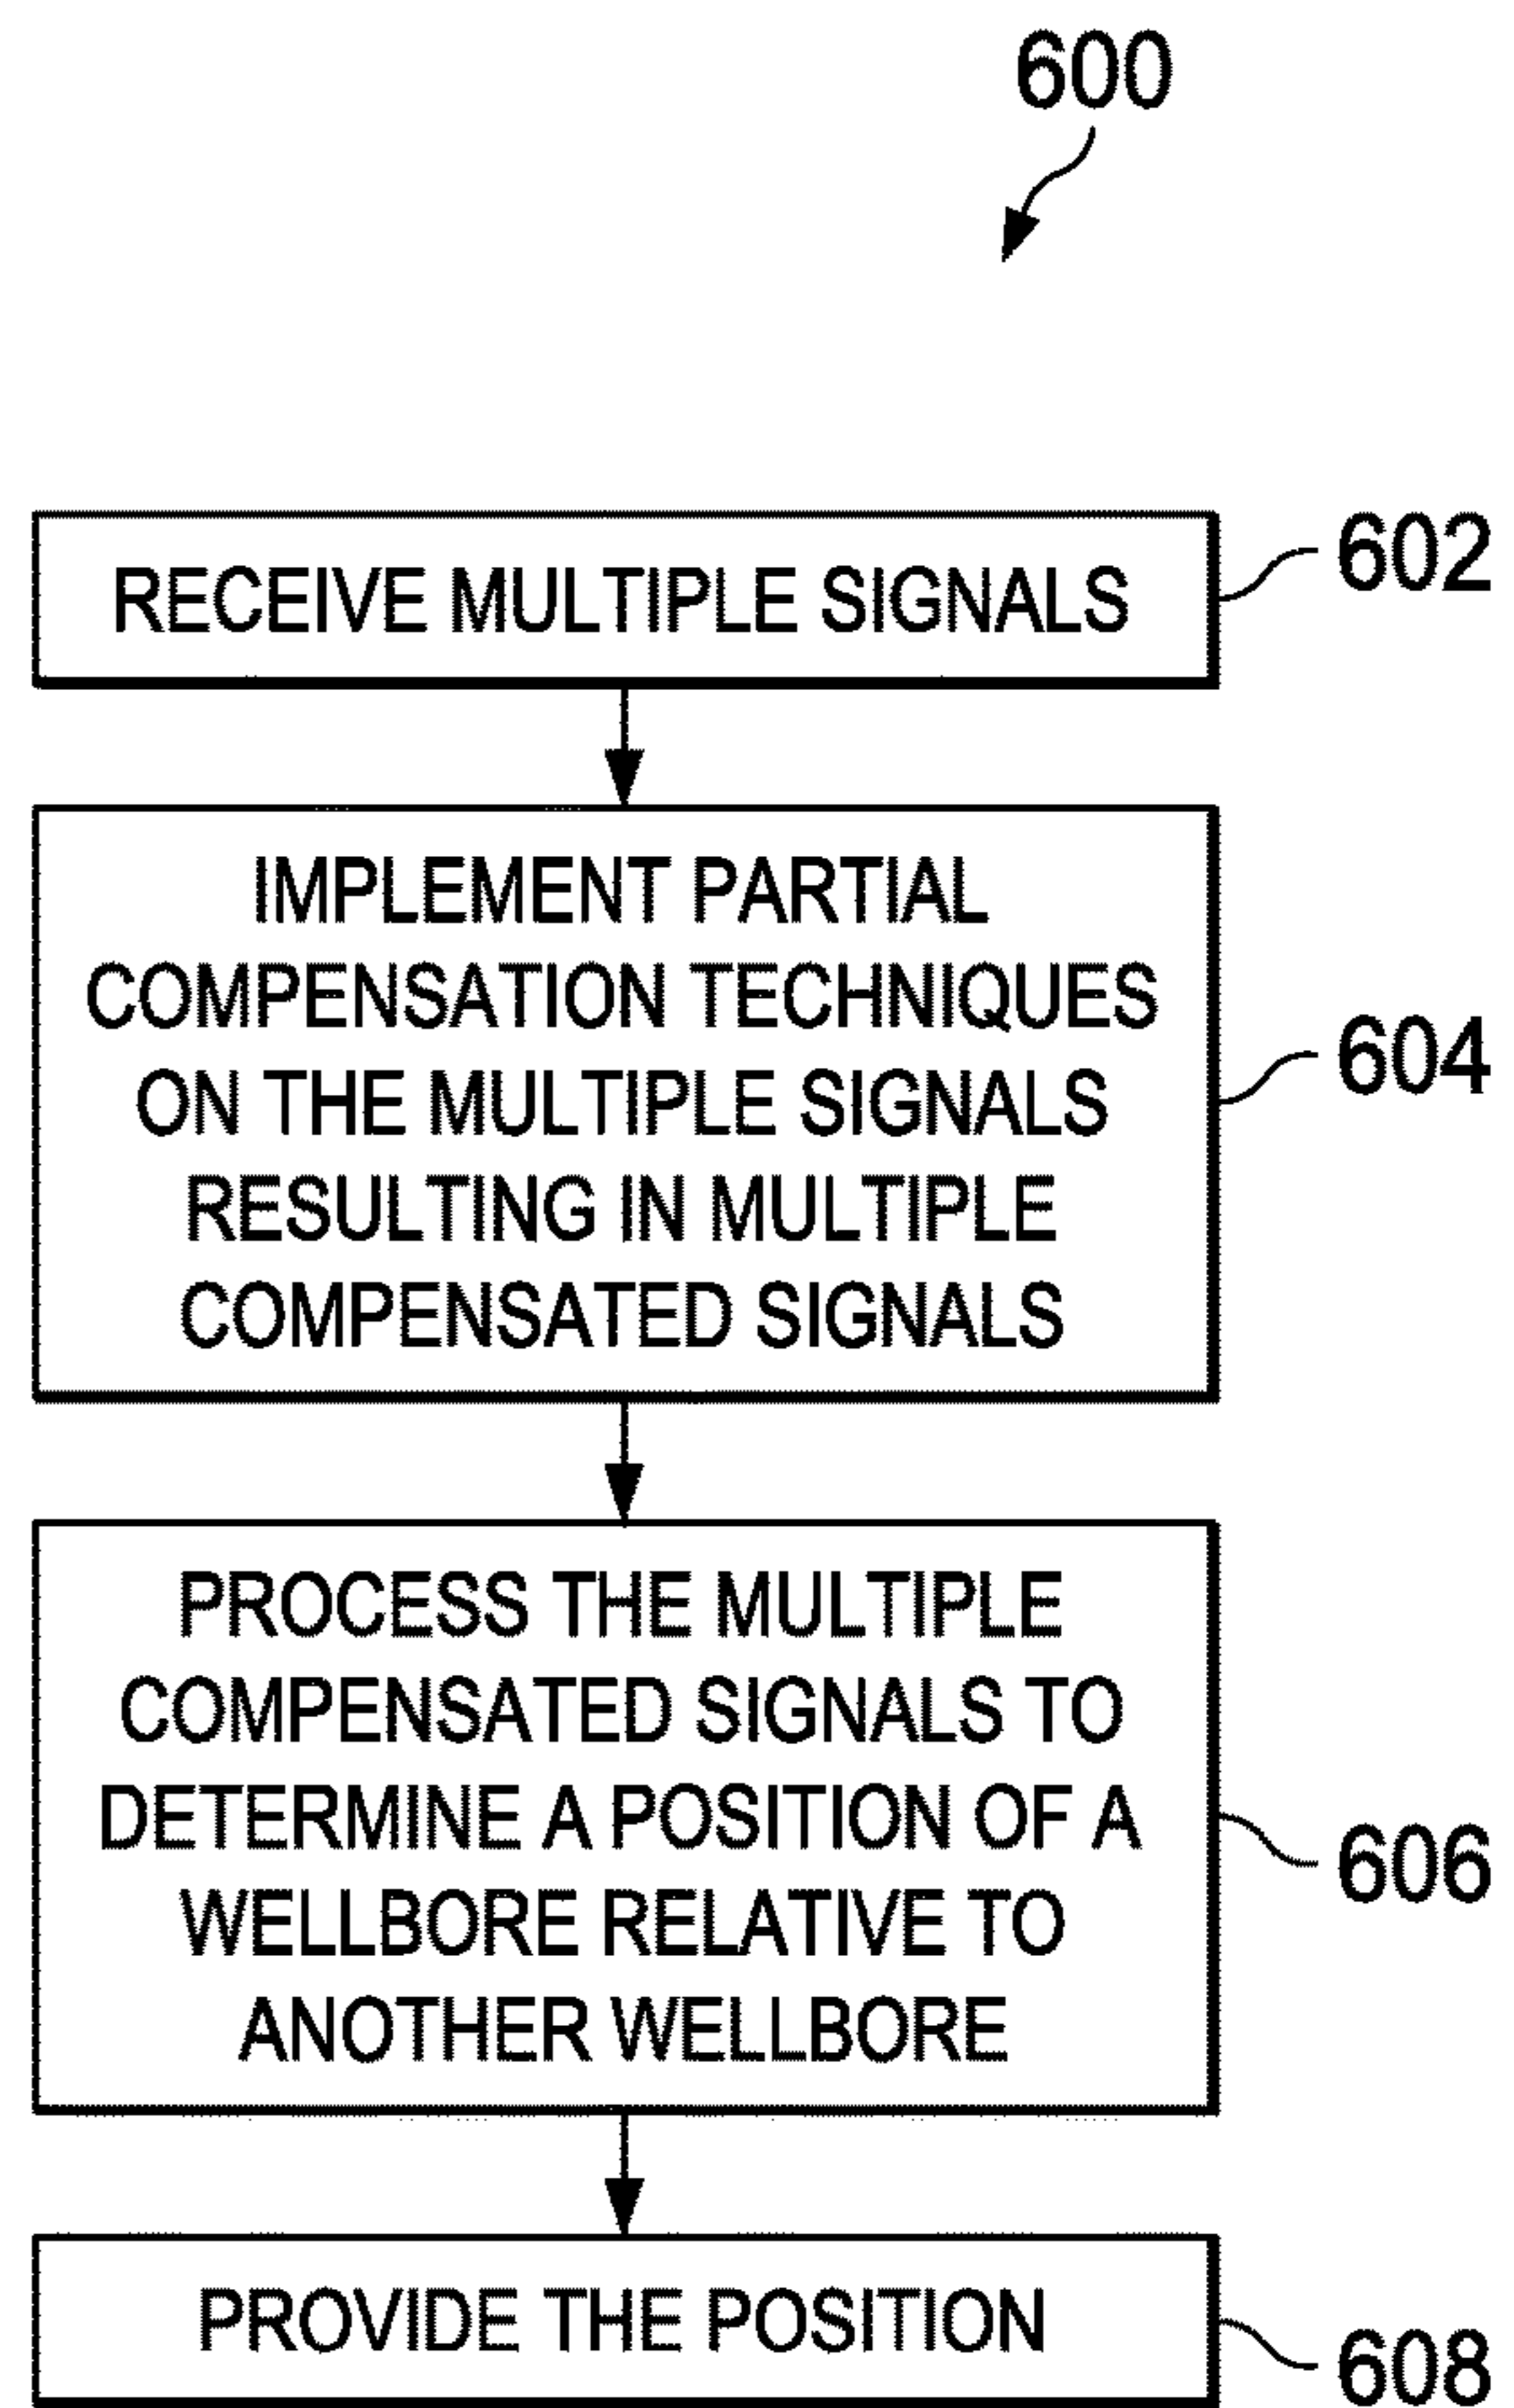 600
RECEIVE MULTIPLE SIGNALS
602
IMPLEMENT PARTIAL
COMPENSATION TECHNIQUES
ON THE MULTIPLE SIGNALS
RESULTING IN MULTIPLE
COMPENSATED SIGNALS
604
PROCESS THE MULTIPLE
COMPENSATED SIGNALS TO
DETERMINE A POSITION OF A
WELLBORE RELATIVE TO
ANOTHER WELLBORE
606
PROVIDE THE POSITION
608